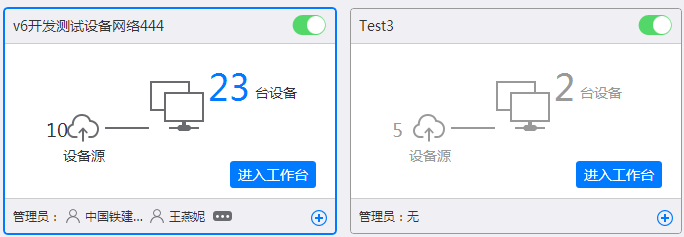 v6开发测试设备网络444
23 台设备
10
设备源
进入工作台
管理员： 中国铁建... 王燕妮
Test3
2 台设备
5
设备源
进入工作台
管理员：无